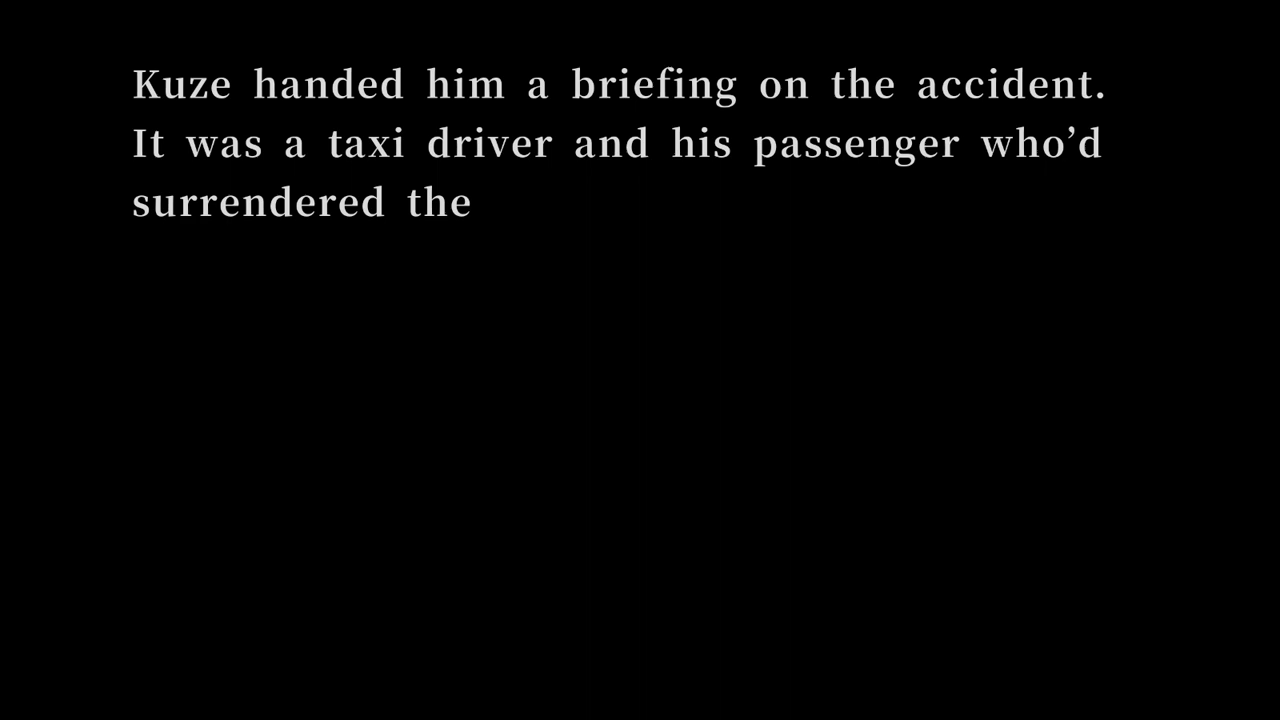 Kuze handed him a briefing on the accident.
It was a taxi driver and his passenger who’d
surrendered the